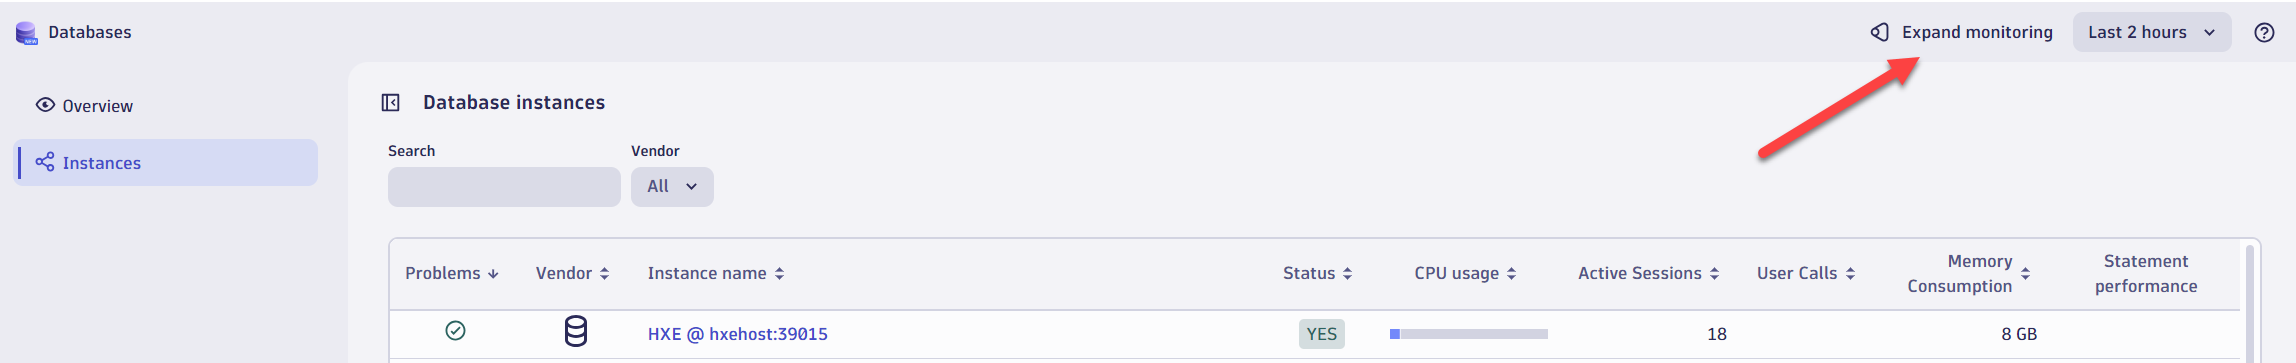 Databases
NEW
Expand monitoring
Last 2 hours
Overview
Instances
Database instances
Search
Vendor
All
Problems
Vendor
Instance name
Status
CPU usage
Active Sessions
User Calls
Memory
Consumption
Statement
performance
HXE @ hxehost:39015
YES
18
8 GB